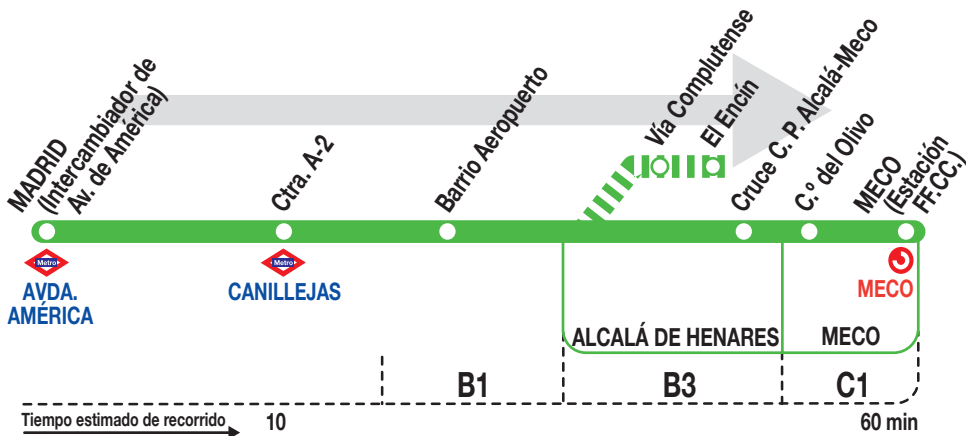 MADRID
(Intercambiador de
Av. de América)
Ctra. A-2
Barrio Aeropuerto
Vía Complutense
El Encín
Cruce C. P. Alcalá-Meco
C.º del Olivo
MECO
(Estación
FF.CC.)
Metro
AVDA.
AMÉRICA
Metro
CANILLEJAS
MECO
ALCALÁ DE HENARES
MECO
B1
B3
C1
Tiempo estimado de recorrido
10
60 min